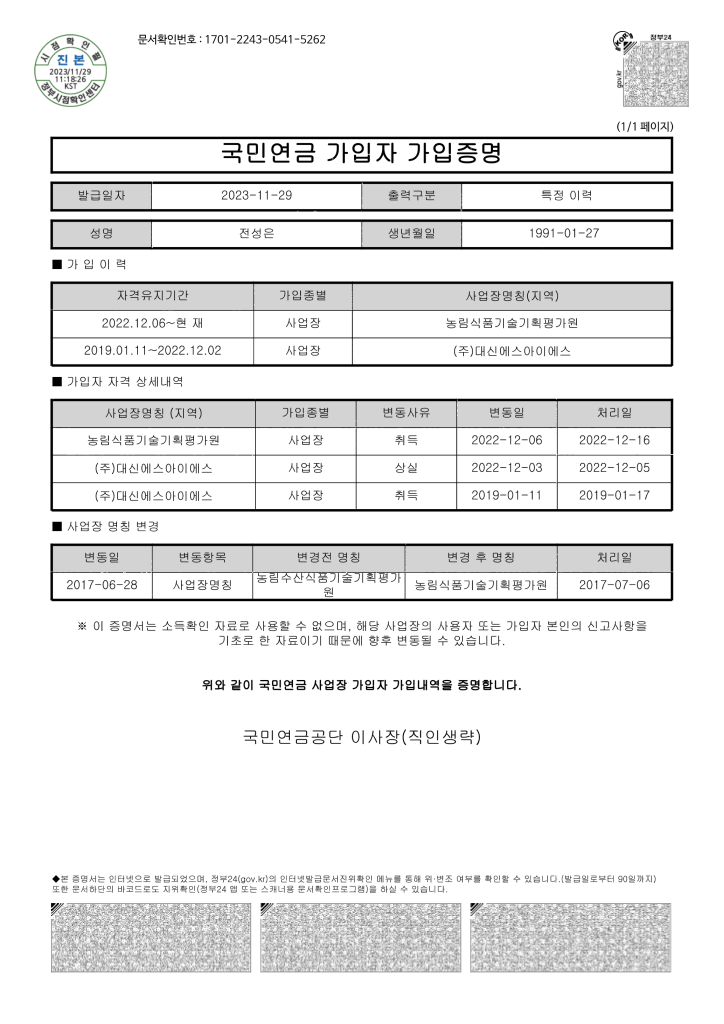 시점확인필
진 본
2023/11/29
11:18:26
KST
정부시점확인센터
문서확인번호 : 1701-2243-0541-5262
KOR
정부24
gov.kr
(1/1 페이지)
국민연금 가입자 가입증명
발급일자 2023-11-29 출력구분 특정 이력
성명 전성은 생년월일 1991-01-27
■ 가 입 이 력
자격유지기간 가입종별 사업장명칭(지역)
2022.12.06~현 재 사업장 농림식품기술기획평가원
2019.01.11~2022.12.02 사업장 (주)대신에스아이에스
■ 가입자 자격 상세내역
사업장명칭 (지역) 가입종별 변동사유 변동일 처리일
농림식품기술기획평가원 사업장 취득 2022-12-06 2022-12-16
(주)대신에스아이에스 사업장 상실 2022-12-03 2022-12-05
(주)대신에스아이에스 사업장 취득 2019-01-11 2019-01-17
■ 사업장 명칭 변경
변동일 변동항목 변경전 명칭 변경 후 명칭 처리일
2017-06-28 사업장명칭 농림수산식품기술기획평가원 농림식품기술기획평가원 2017-07-06
※ 이 증명서는 소득확인 자료로 사용할 수 없으며, 해당 사업장의 사용자 또는 가입자 본인의 신고사항을
기초로 한 자료이기 때문에 향후 변동될 수 있습니다.
위와 같이 국민연금 사업장 가입자 가입내역을 증명합니다.
국민연금공단 이사장(직인생략)
◆본 증명서는 인터넷으로 발급되었으며, 정부24(gov.kr)의 인터넷발급문서진위확인 메뉴를 통해 위·변조 여부를 확인할 수 있습니다.(발급일로부터 90일까지)
또한 문서하단의 바코드로도 진위확인(정부24 앱 또는 스캐너용 문서확인프로그램)을 하실 수 있습니다.